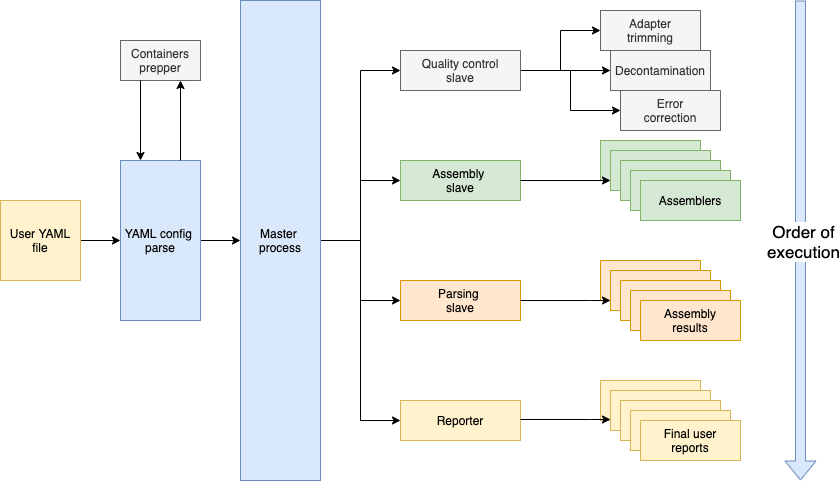 Containers
prepper
User YAML
file
YAML config
parse
Master
process
Quality control
slave
Adapter
trimming
Decontamination
Error
correction
Assembly
slave
Assemblers
Parsing
slave
Assembly
results
Reporter
Final user
reports
Order of
execution